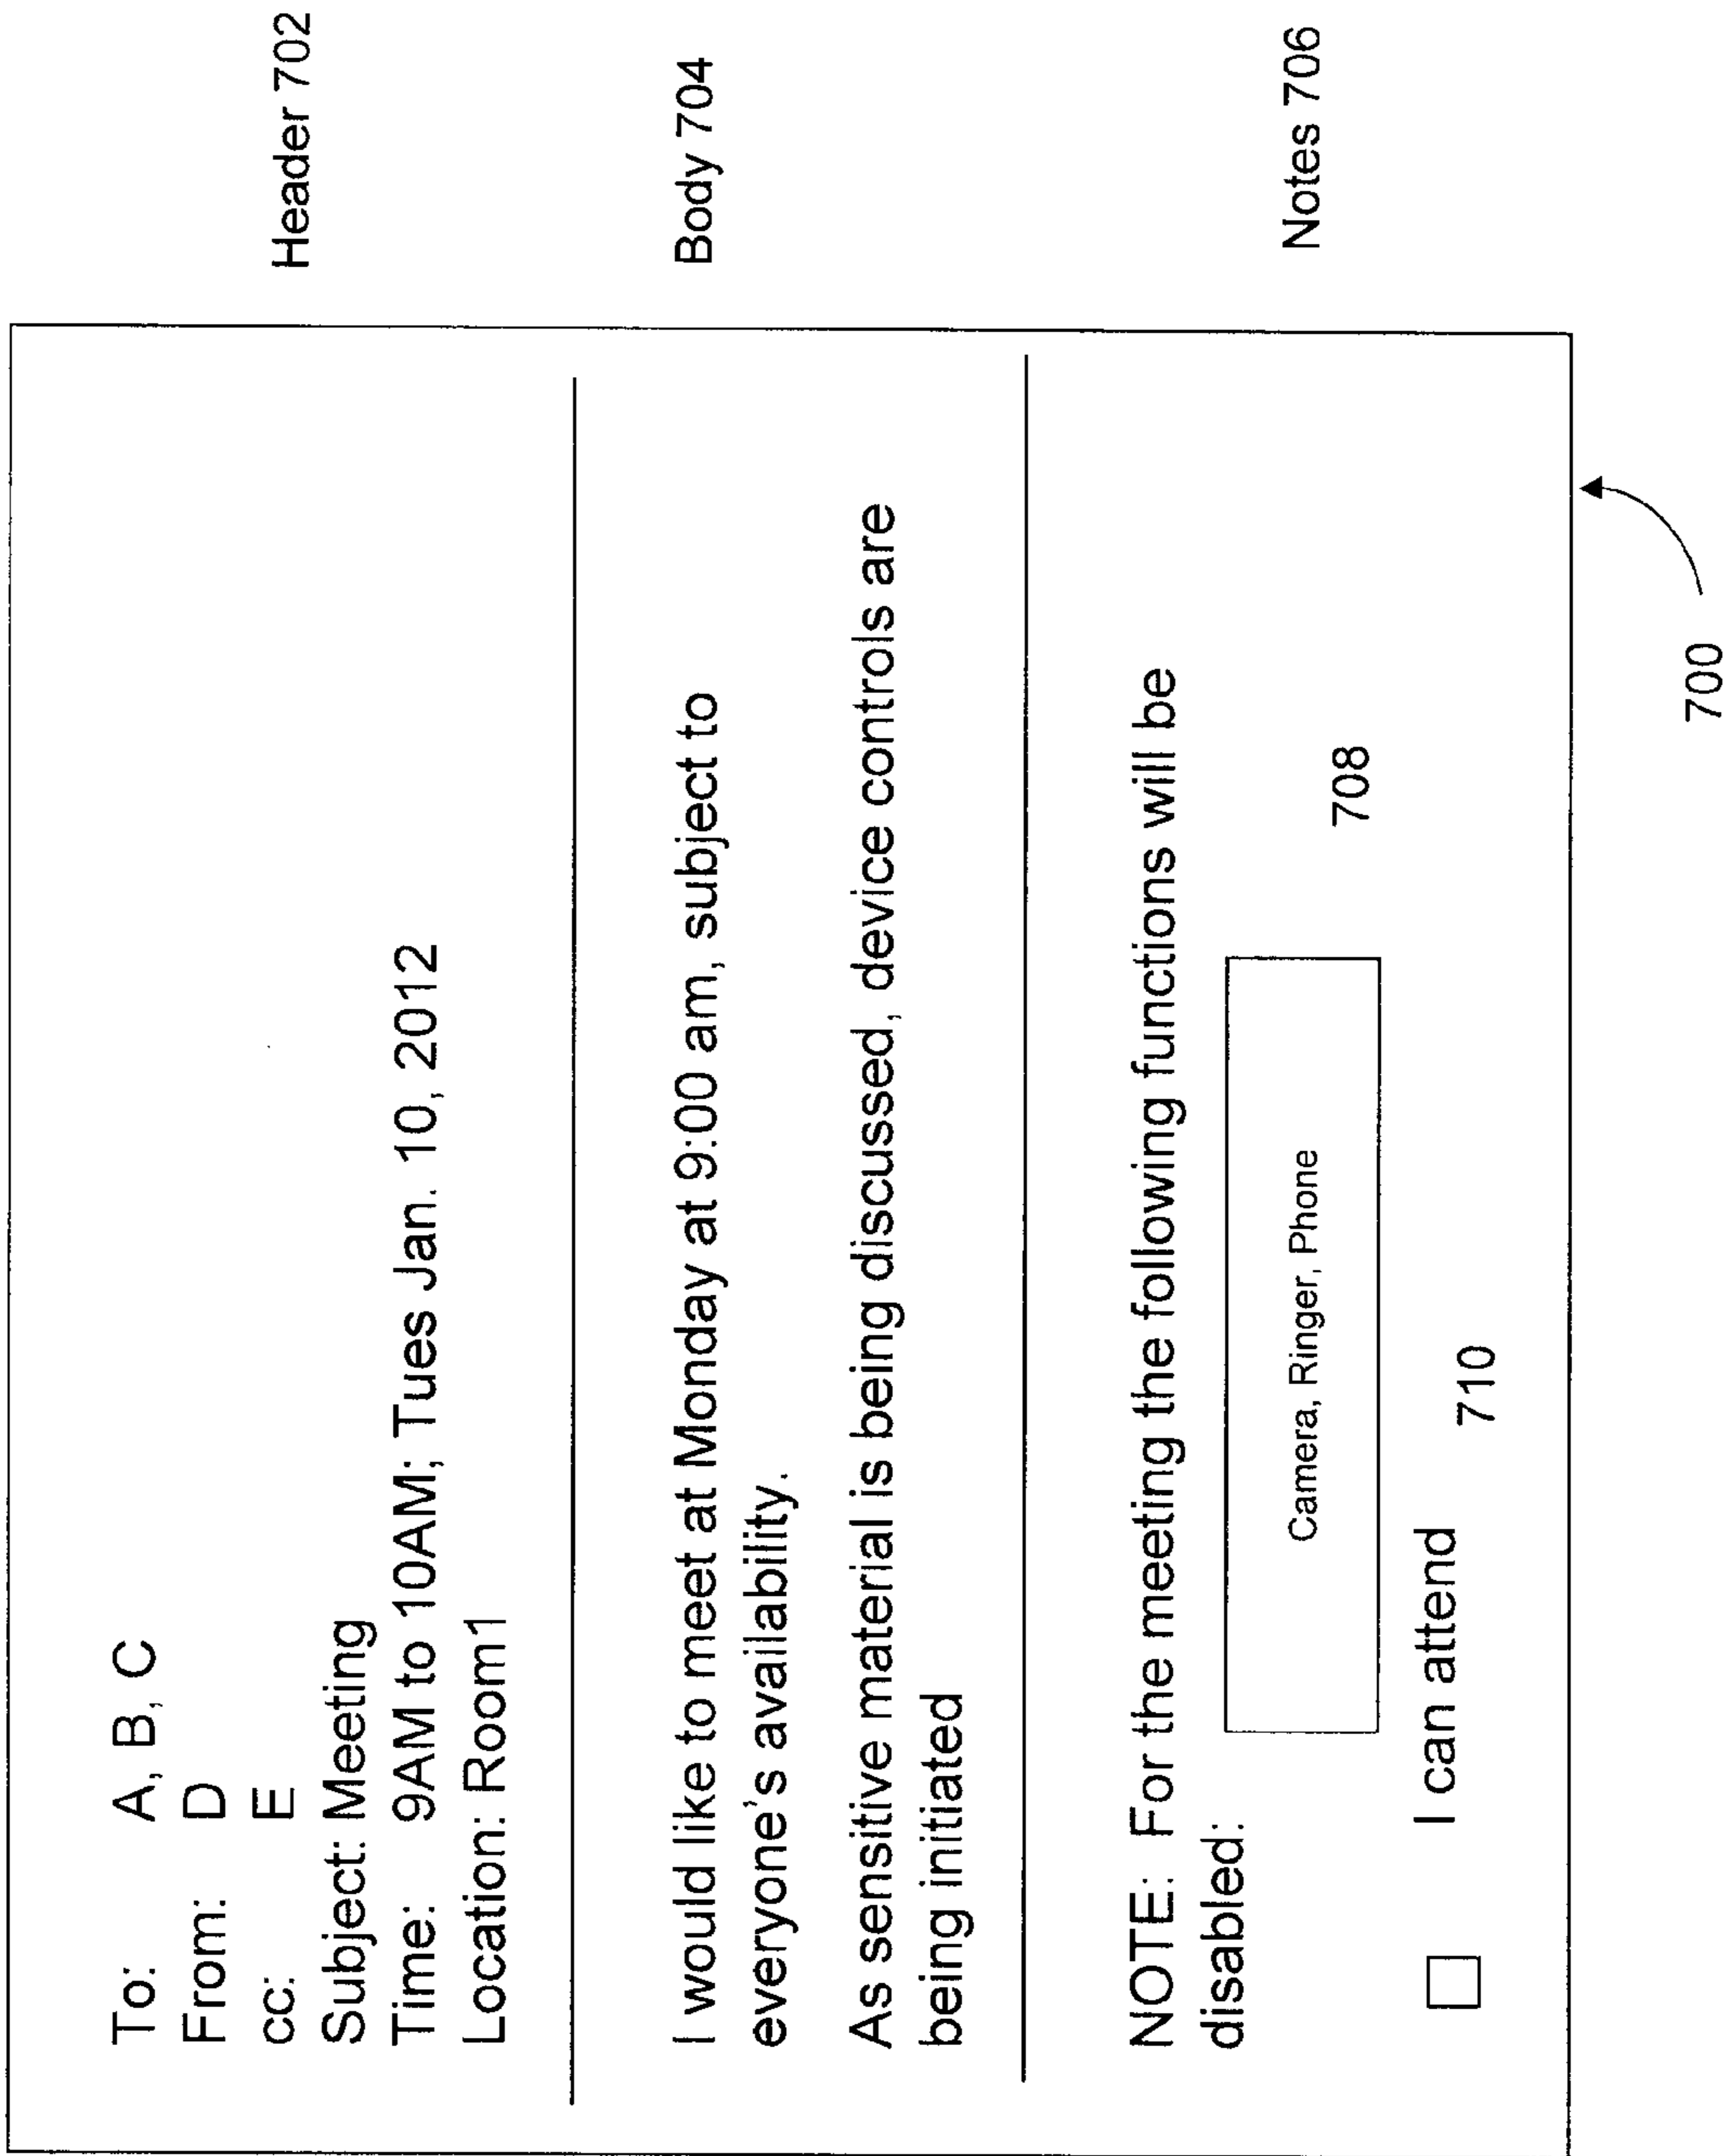 To: A, B, C
From: D
cc: E
Subject: Meeting
Time: 9AM to 10AM; Tues Jan. 10, 2012
Location: Room1
Header 702
I would like to meet at Monday at 9:00 am, subject to
everyone's availability.
As sensitive material is being discussed, device controls are
being initiated
Body 704
NOTE: For the meeting the following functions will be
disabled:
Camera, Ringer, Phone
708
I can attend
710
Notes 706
700